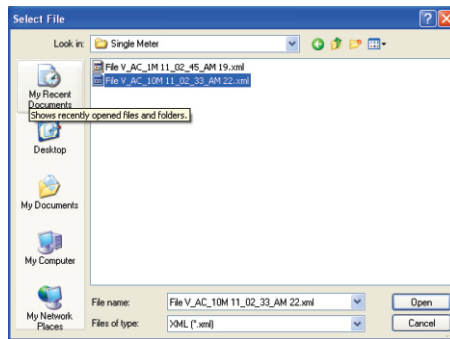 Select File
Look in:
Single Meter
File V_AC_1M 11_02_45_AM 19.xml
File V_AC_10M 11_02_33_AM 22.xml
My Recent
Documents
Shows recently opened files and folders.
Desktop
My Documents
My Computer
My Network
Places
File name:
File V_AC_10M 11_02_33_AM 22.xml
Open
Files of type:
XML (*.xml)
Cancel